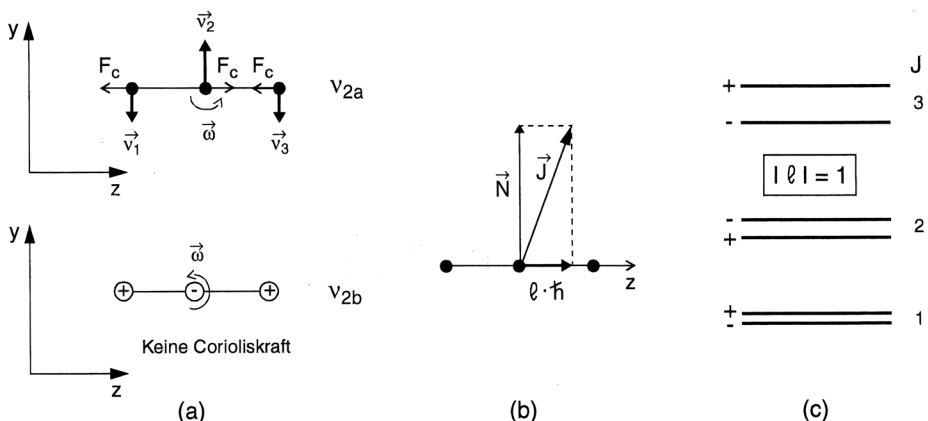 y
v⃗₂
F_c
F_c F_c
ν₂ₐ
v⃗₁
ω⃗
v⃗₃
z
y
ω⃗
+ - +
ν₂b
Keine Corioliskraft
z
(a)
N⃗ J⃗
ℓ·ħ z
(b)
J
+
3
-
|ℓ| = 1
-
2
+
+
1
-
(c)